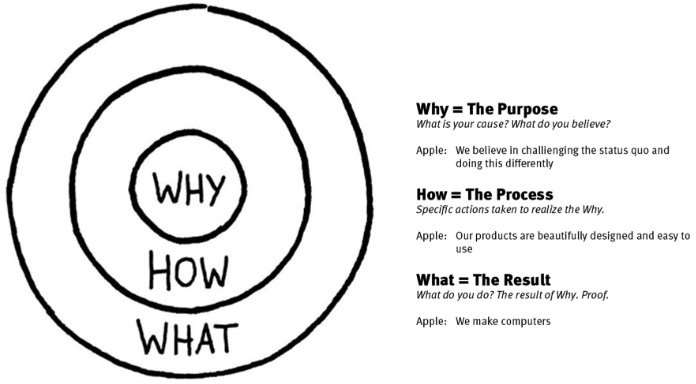 WHY
HOW
WHAT
Why = The Purpose
What is your cause? What do you believe?
Apple: We believe in challienging the status quo and
doing this differently
How = The Process
Specific actions taken to realize the Why.
Apple: Our products are beautifully designed and easy to
use
What = The Result
What do you do? The result of Why. Proof.
Apple: We make computers